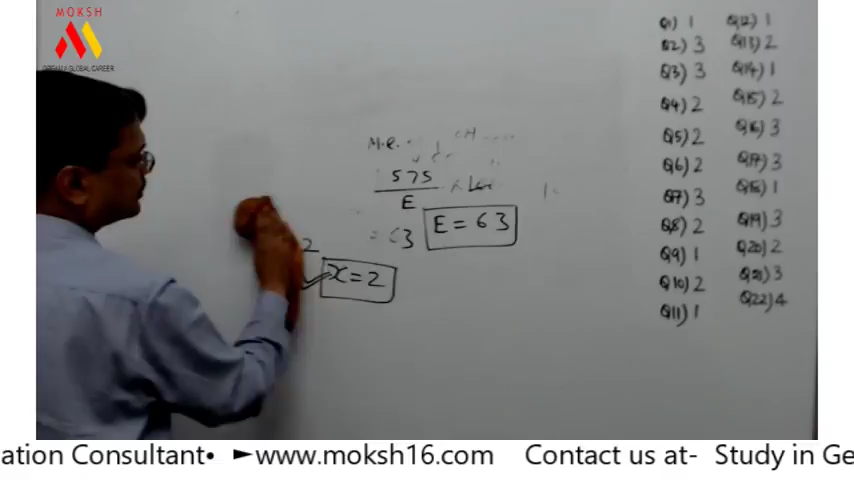 MOKSH
M.R.
CH
575
E
= 63
E = 63
2
x = 2
Q1) 1
Q2) 3
Q3) 3
Q4) 2
Q5) 2
Q6) 2
Q7) 3
Q8) 2
Q9) 1
Q10) 2
Q11) 1
Q12) 1
Q13) 2
Q14) 1
Q15) 2
Q16) 3
Q17) 3
Q18) 1
Q19) 3
Q20) 2
Q21) 3
Q22) 4
ation Consultant• ►www.moksh16.com Contact us at- Study in Ge